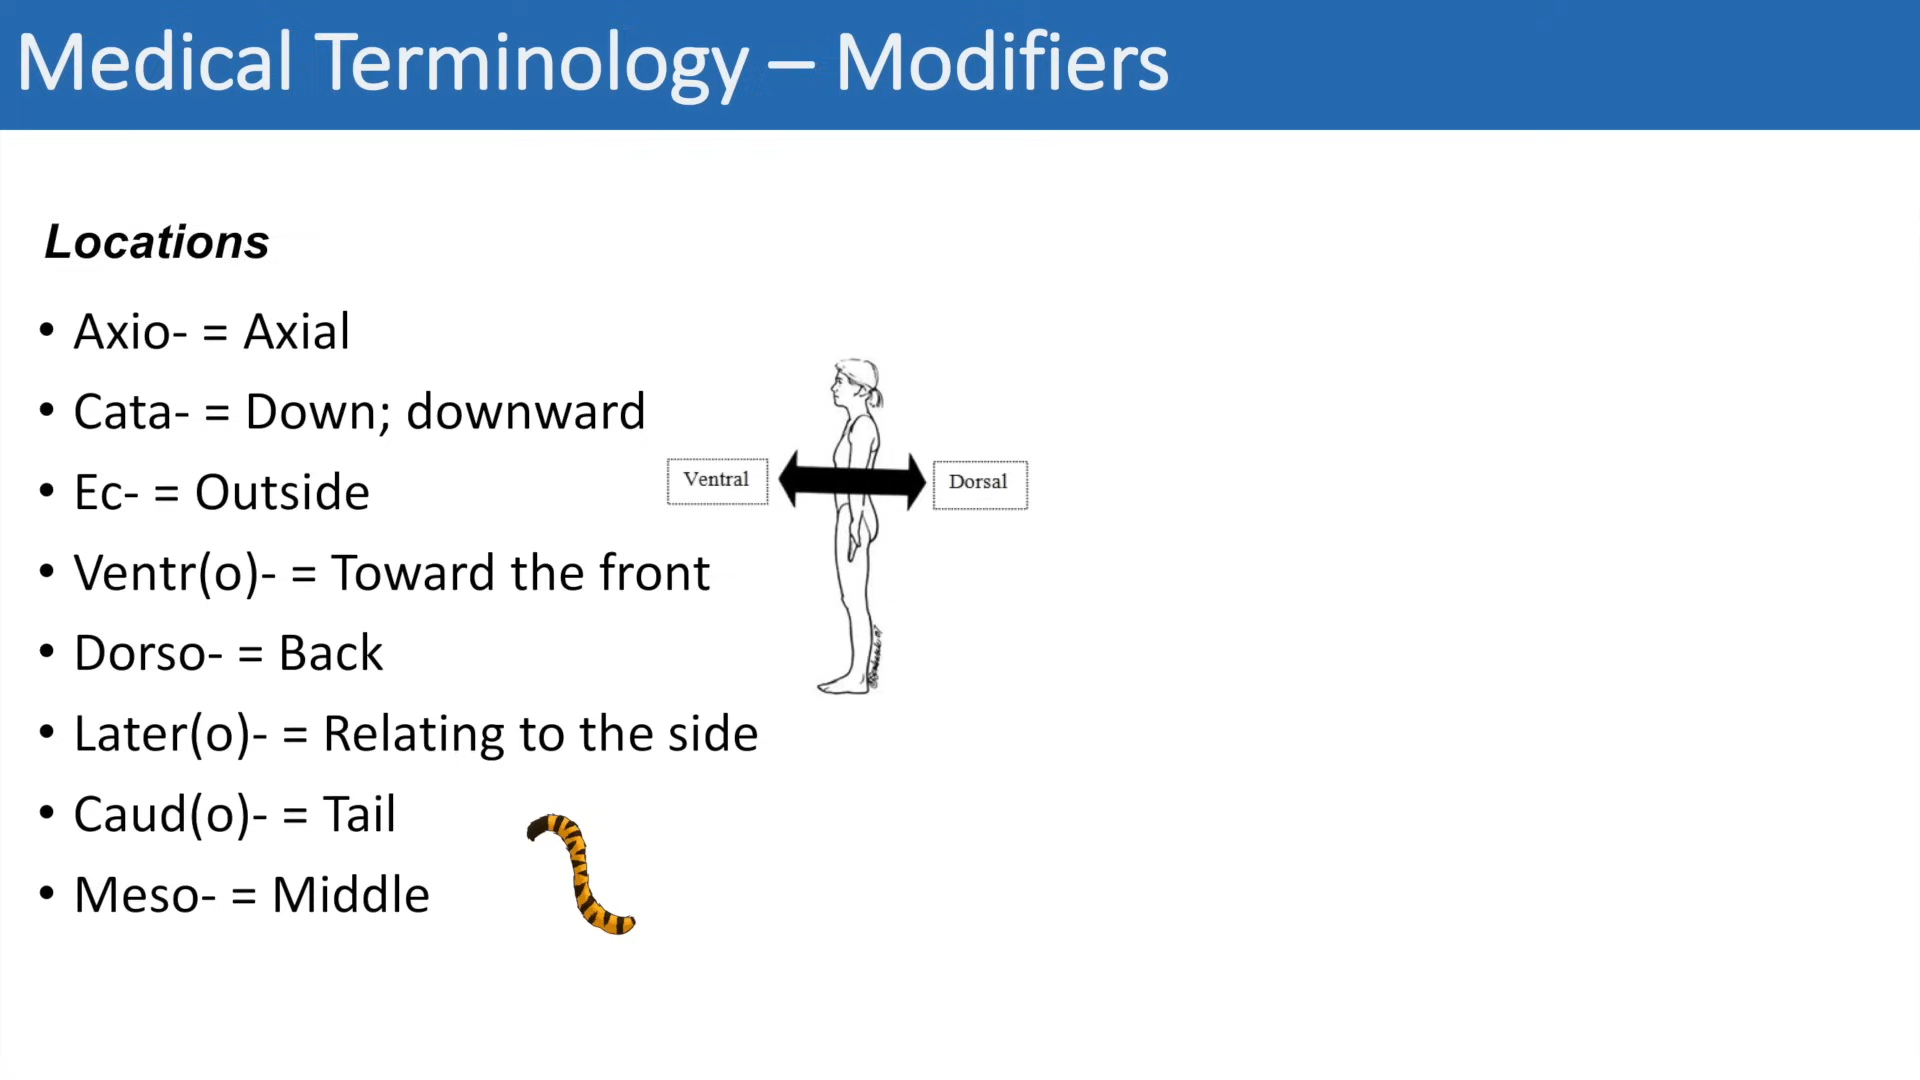 Medical Terminology – Modifiers
Locations
• Axio- = Axial
• Cata- = Down; downward
• Ec- = Outside
• Ventr(o)- = Toward the front
• Dorso- = Back
• Later(o)- = Relating to the side
• Caud(o)- = Tail
• Meso- = Middle
Ventral
Dorsal